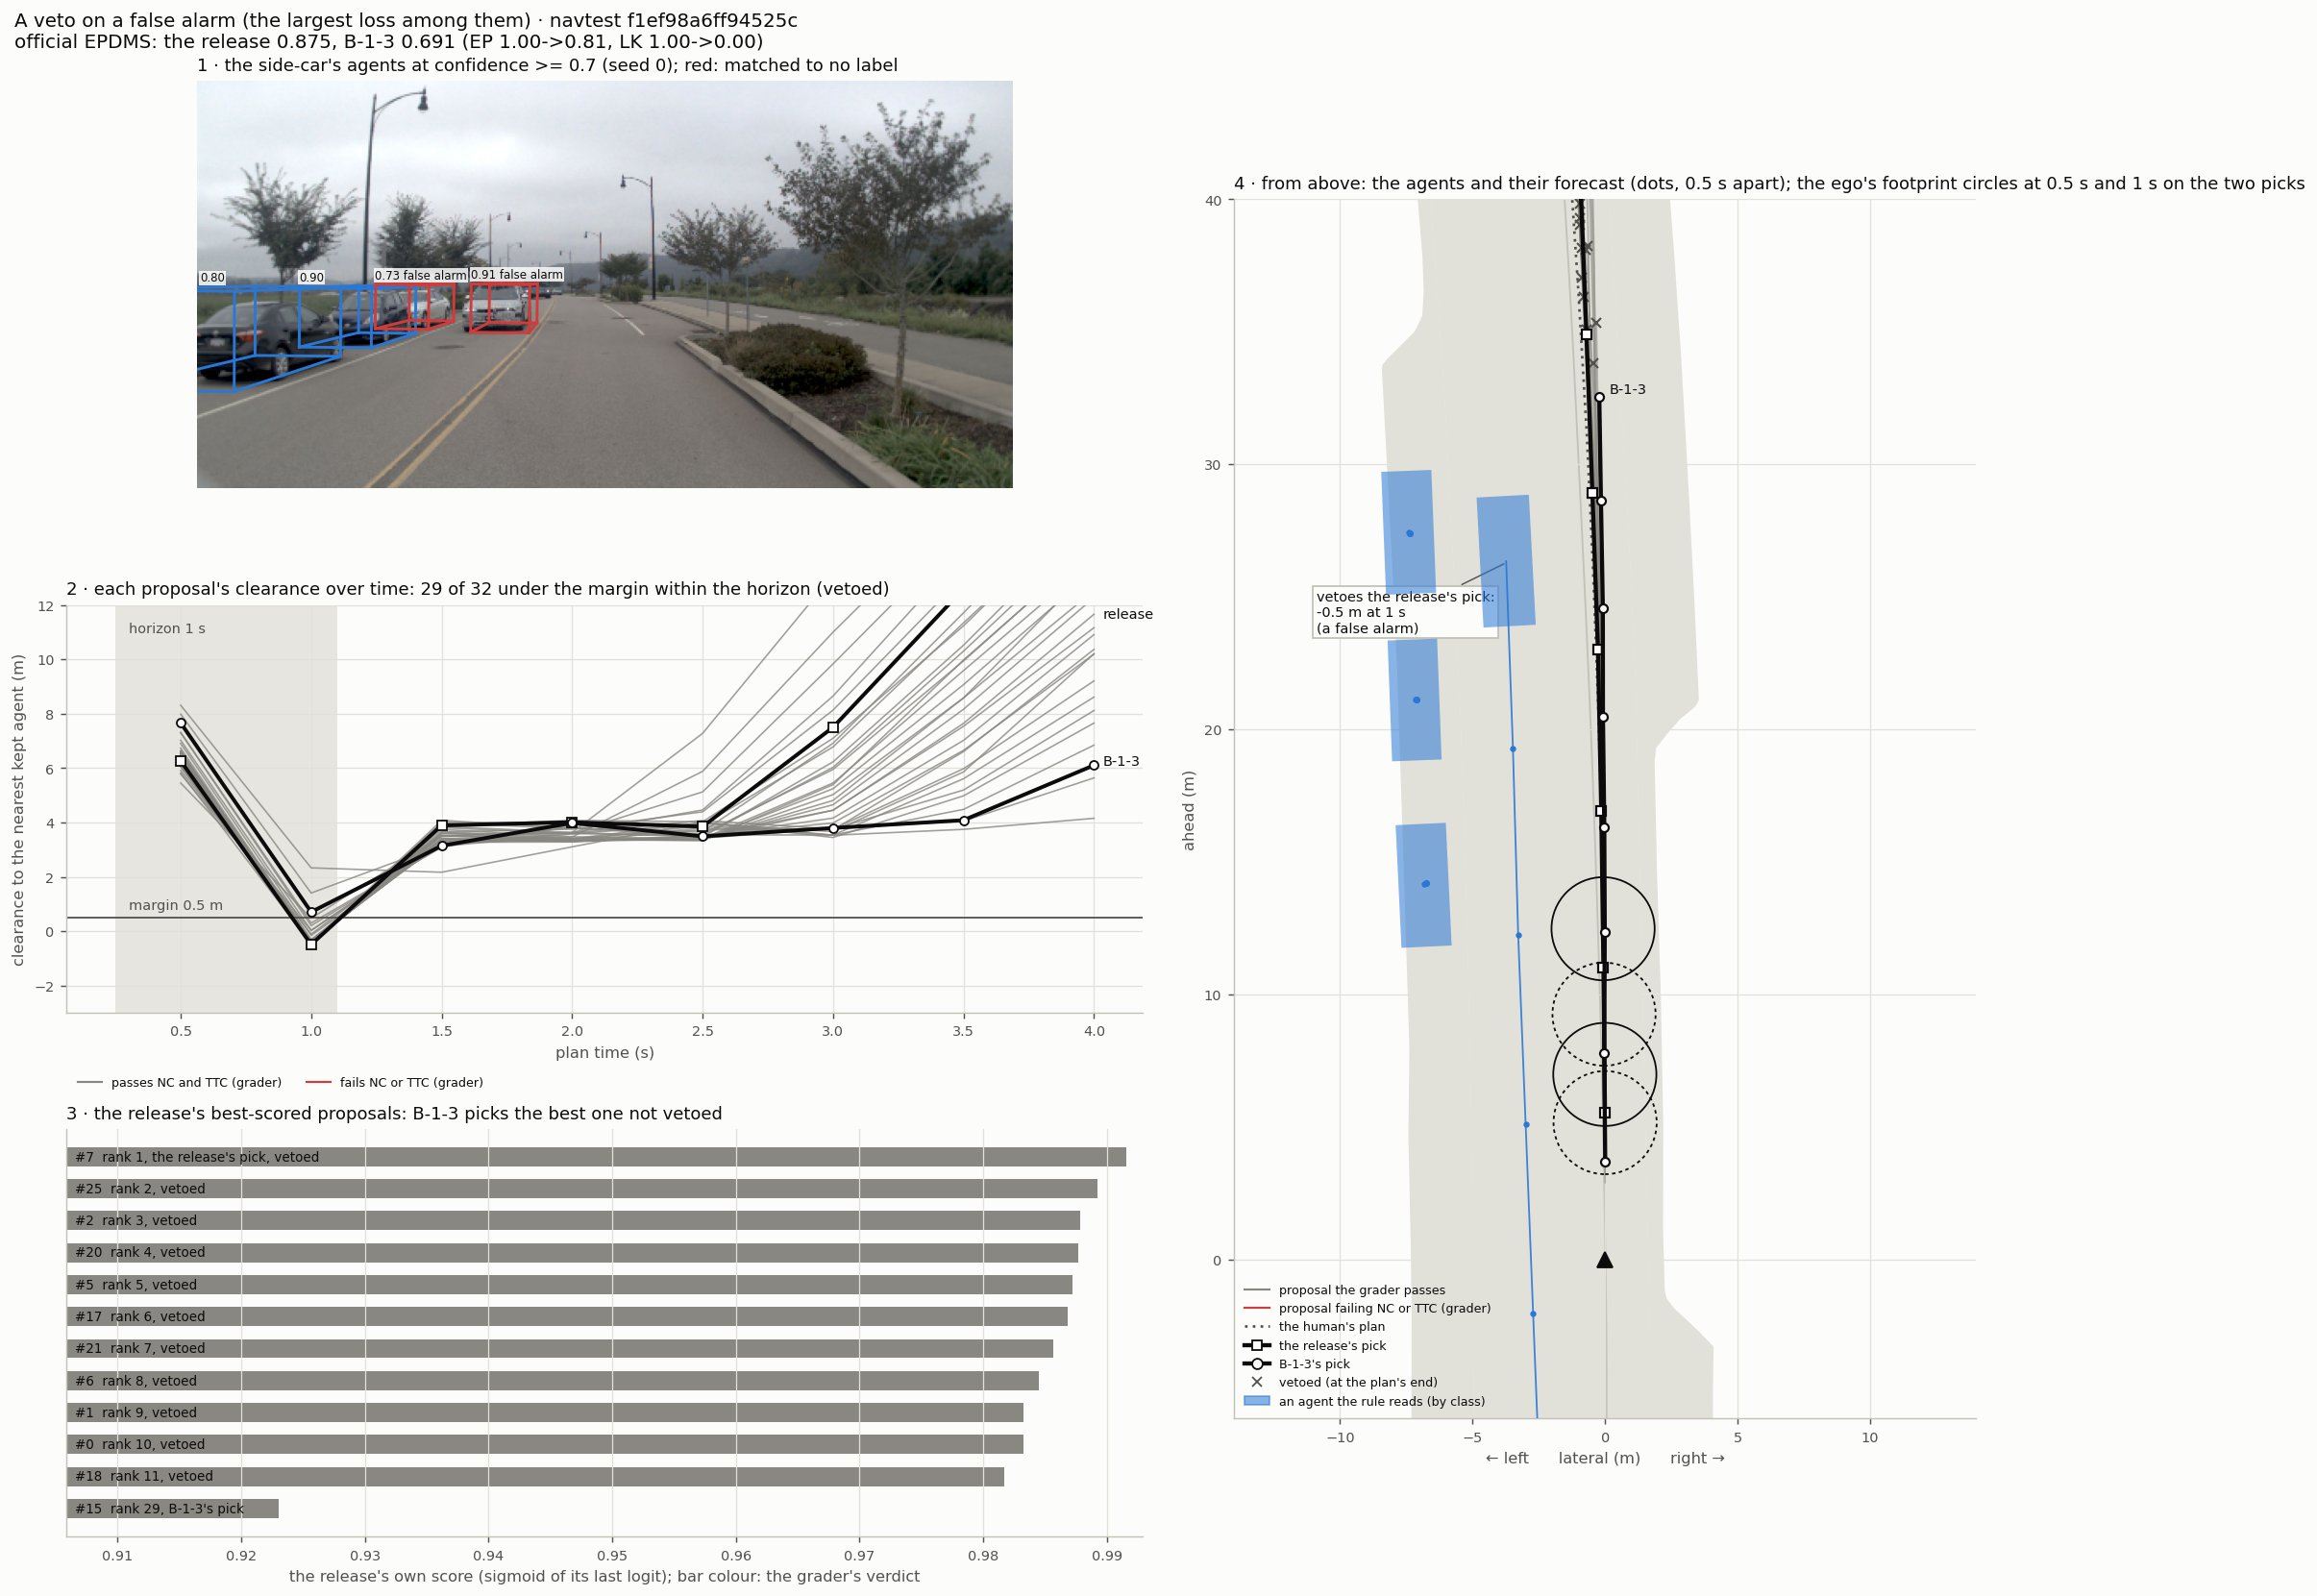 A veto on a false alarm (the largest loss among them) · navtest f1ef98a6ff94525c
official EPDMS: the release 0.875, B-1-3 0.691 (EP 1.00->0.81, LK 1.00->0.00)
1 · the side-car's agents at confidence >= 0.7 (seed 0); red: matched to no label
0.80
0.90
0.73 false alarm
0.91 false alarm
2 · each proposal's clearance over time: 29 of 32 under the margin within the horizon (vetoed)
clearance to the nearest kept agent (m)
12
10
8
6
4
2
0
−2
horizon 1 s
margin 0.5 m
release
B-1-3
0.5
1.0
1.5
2.0
2.5
3.0
3.5
4.0
plan time (s)
passes NC and TTC (grader)
fails NC or TTC (grader)
3 · the release's best-scored proposals: B-1-3 picks the best one not vetoed
#7 rank 1, the release's pick, vetoed
#25 rank 2, vetoed
#2 rank 3, vetoed
#20 rank 4, vetoed
#5 rank 5, vetoed
#17 rank 6, vetoed
#21 rank 7, vetoed
#6 rank 8, vetoed
#1 rank 9, vetoed
#0 rank 10, vetoed
#18 rank 11, vetoed
#15 rank 29, B-1-3's pick
0.91
0.92
0.93
0.94
0.95
0.96
0.97
0.98
0.99
the release's own score (sigmoid of its last logit); bar colour: the grader's verdict
4 · from above: the agents and their forecast (dots, 0.5 s apart); the ego's footprint circles at 0.5 s and 1 s on the two picks
ahead (m)
40
30
20
10
0
B-1-3
vetoes the release's pick:
-0.5 m at 1 s
(a false alarm)
proposal the grader passes
proposal failing NC or TTC (grader)
the human's plan
the release's pick
B-1-3's pick
vetoed (at the plan's end)
an agent the rule reads (by class)
−10
−5
0
5
10
← left lateral (m) right →